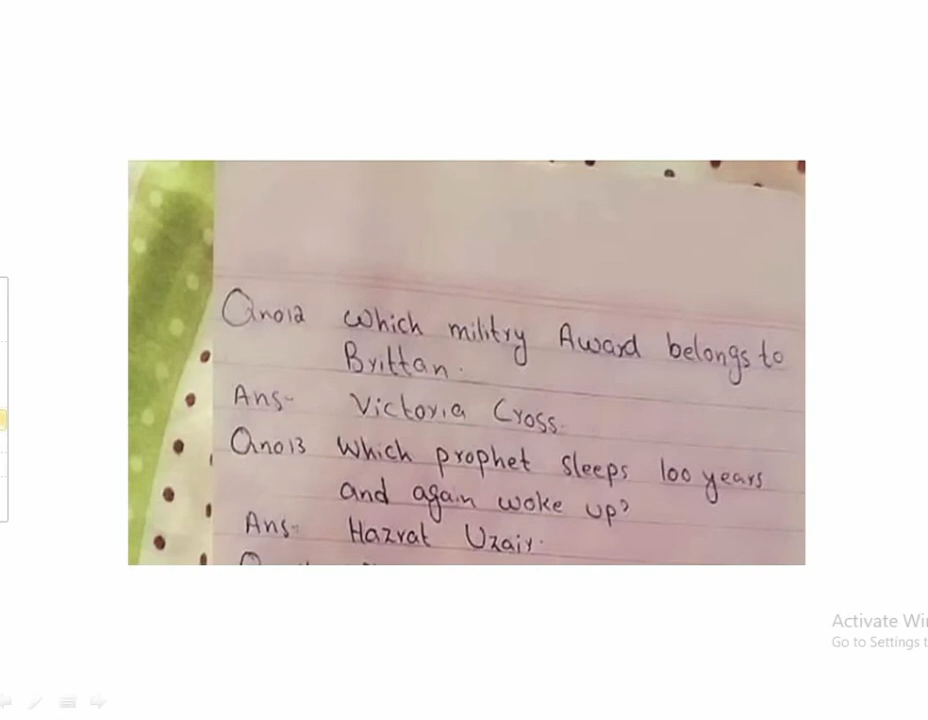 Qno12 which militry Award belongs to
Brittan.
Ans- Victoria Cross.
Qno13 which prophet sleeps 100 years
and again woke up?
Ans- Hazrat Uzair.
Activate Wi
Go to Settings t